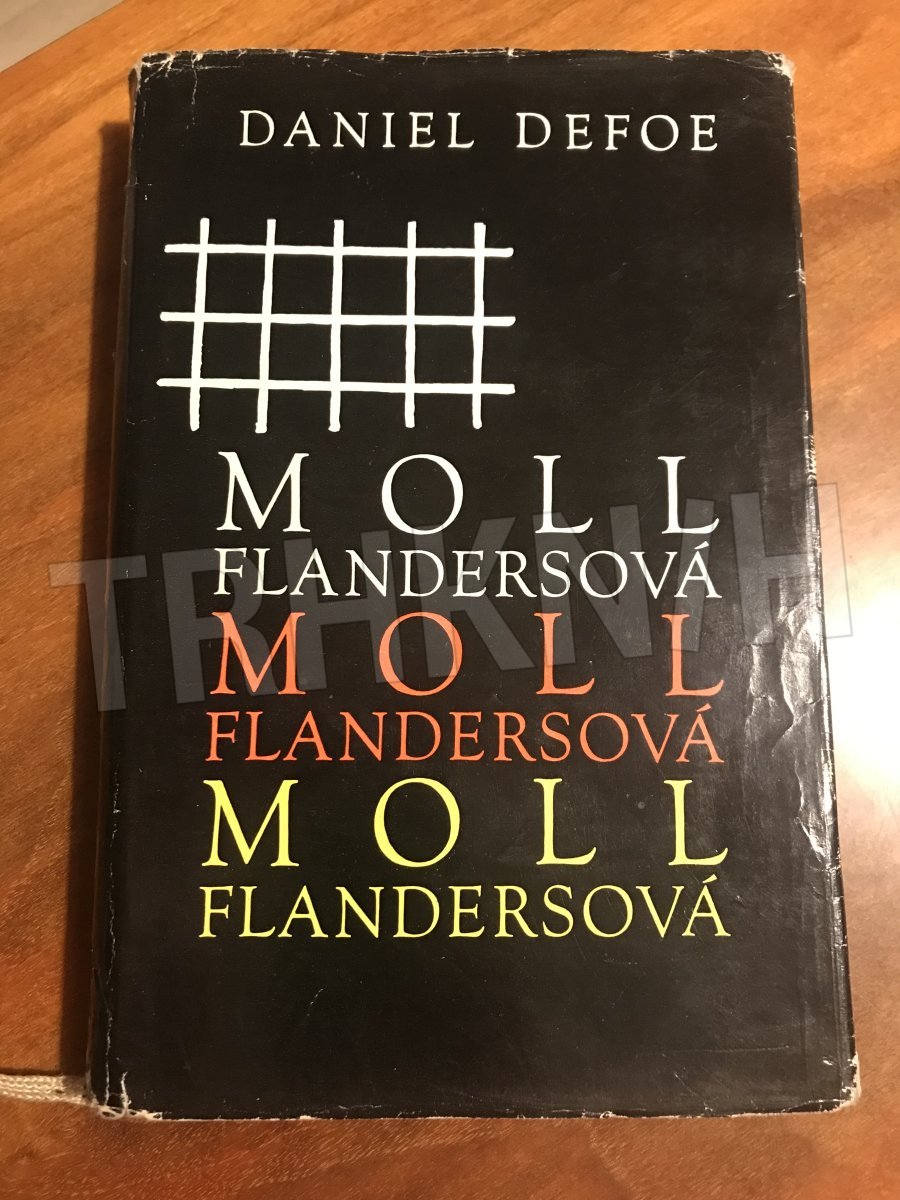 DANIEL DEFOE
MOLL
FLANDERSOVÁ
MOLL
FLANDERSOVÁ
MOLL
FLANDERSOVÁ
TRHKNIH